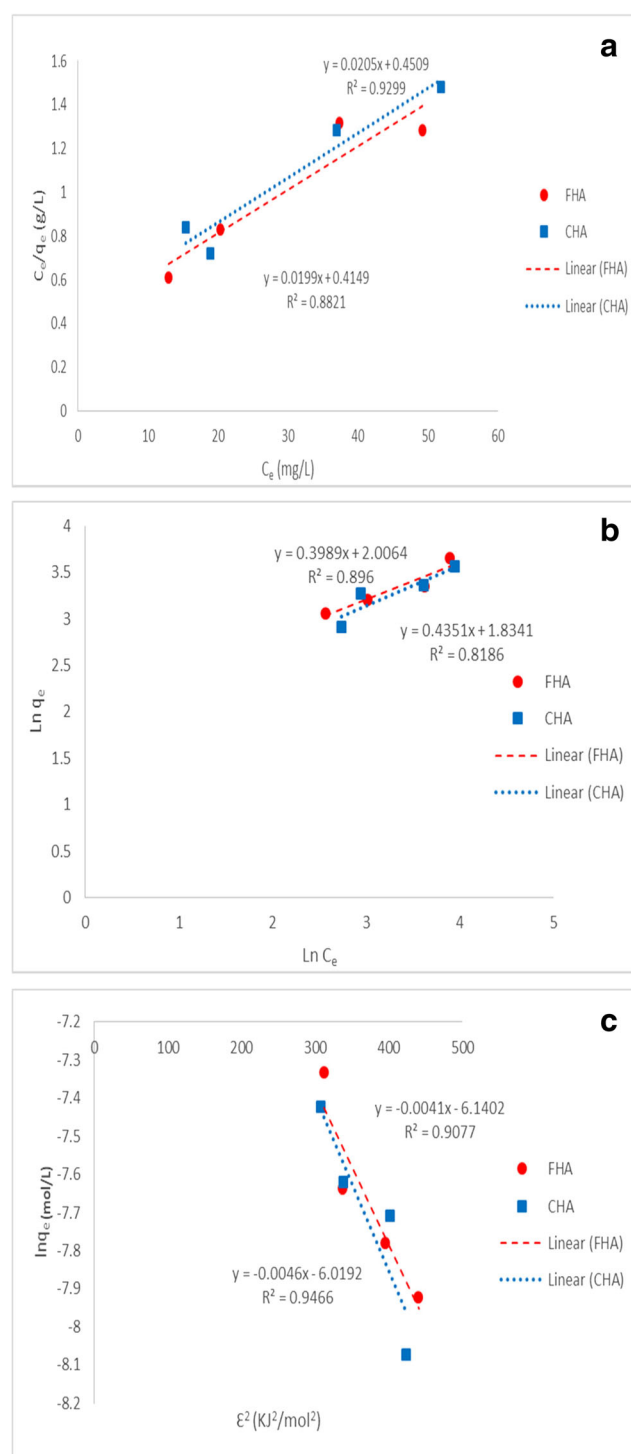 a
y = 0.0205x + 0.4509
R² = 0.9299
1.6
1.4
1.2
1
0.8
0.6
0.4
0.2
0
Cₑ/qₑ (g/L)
y = 0.0199x + 0.4149
R² = 0.8821
0 10 20 30 40 50 60
Cₑ (mg/L)
FHA
CHA
Linear (FHA)
Linear (CHA)
b
4
3.5
3
2.5
2
1.5
1
0.5
0
Ln qₑ
y = 0.3989x + 2.0064
R² = 0.896
y = 0.4351x + 1.8341
R² = 0.8186
0 1 2 3 4 5
Ln Cₑ
FHA
CHA
Linear (FHA)
Linear (CHA)
c
-7.2
0 100 200 300 400 500
-7.3
-7.4
-7.5
-7.6
-7.7
-7.8
-7.9
-8
-8.1
-8.2
lnqₑ (mol/L)
y = -0.0041x - 6.1402
R² = 0.9077
y = -0.0046x - 6.0192
R² = 0.9466
Ɛ² (KJ²/mol²)
FHA
CHA
Linear (FHA)
Linear (CHA)